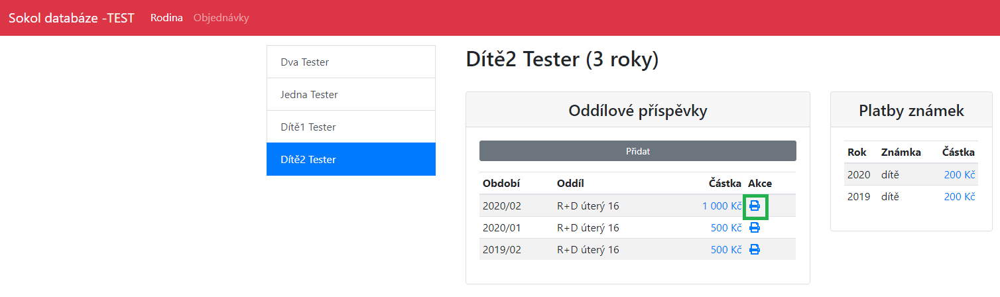 Sokol databáze -TEST Rodina Objednávky
Dva Tester
Jedna Tester
Dítě1 Tester
Dítě2 Tester
Dítě2 Tester (3 roky)
Oddílové příspěvky
Přidat
Období Oddíl Částka Akce
2020/02 R+D úterý 16 1 000 Kč
2020/01 R+D úterý 16 500 Kč
2019/02 R+D úterý 16 500 Kč
Platby známek
Rok Známka Částka
2020 dítě 200 Kč
2019 dítě 200 Kč